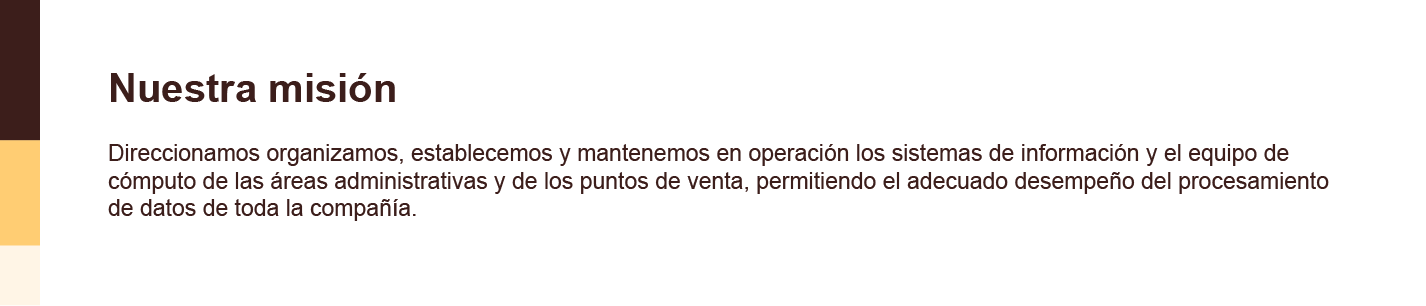 Nuestra misión
Direccionamos organizamos, establecemos y mantenemos en operación los sistemas de información y el equipo de
cómputo de las áreas administrativas y de los puntos de venta, permitiendo el adecuado desempeño del procesamiento
de datos de toda la compañía.